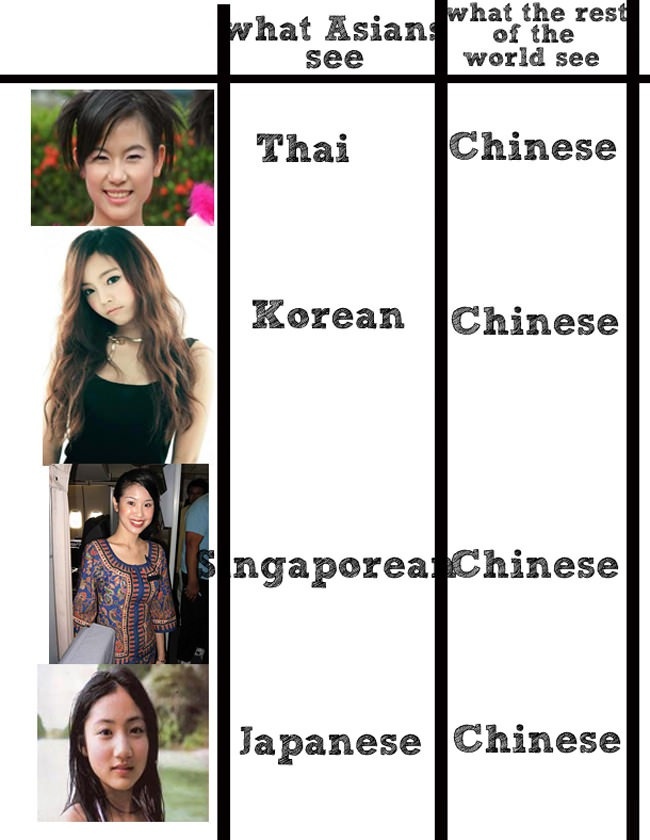 what Asians
see
what the rest
of the
world see
Thai
Chinese
Korean
Chinese
Singaporean
Chinese
Japanese
Chinese